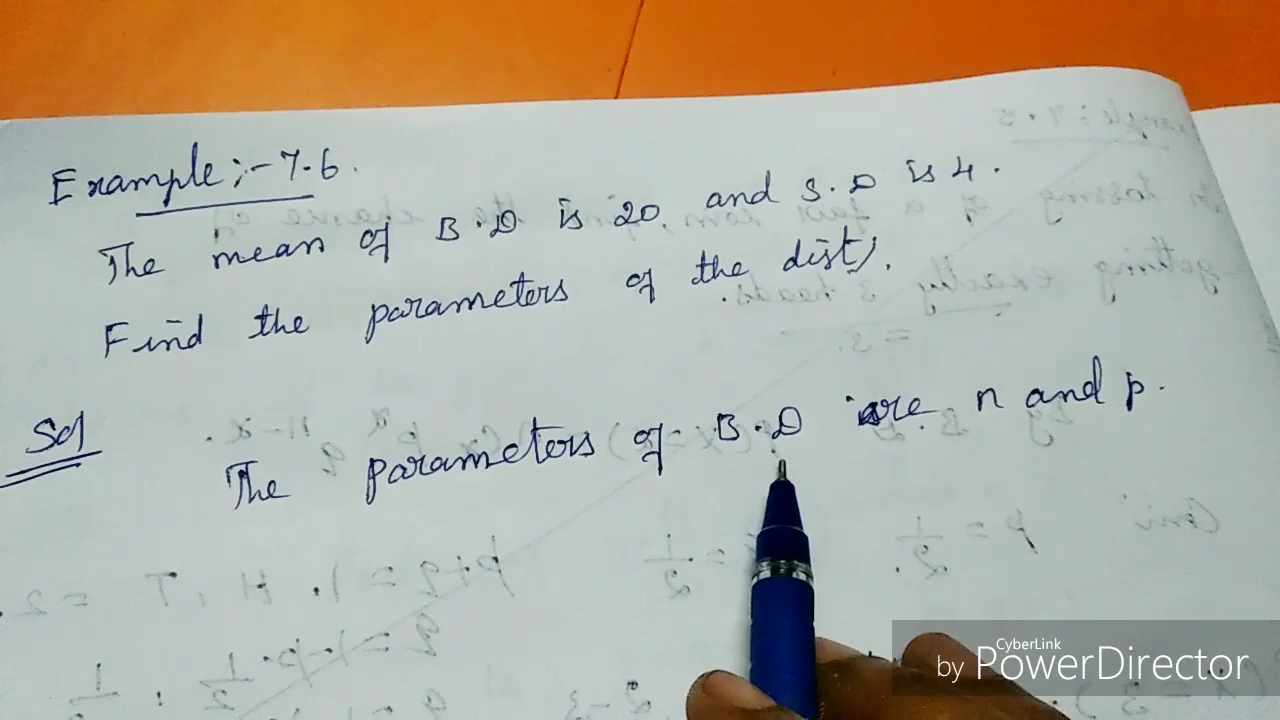 Example:- 7.6.
The mean of B.D is 20, and S.D is 4.
Find the parameters of the dist/.
Sol
The parameters of B.D are n and p.
CyberLink
by PowerDirector